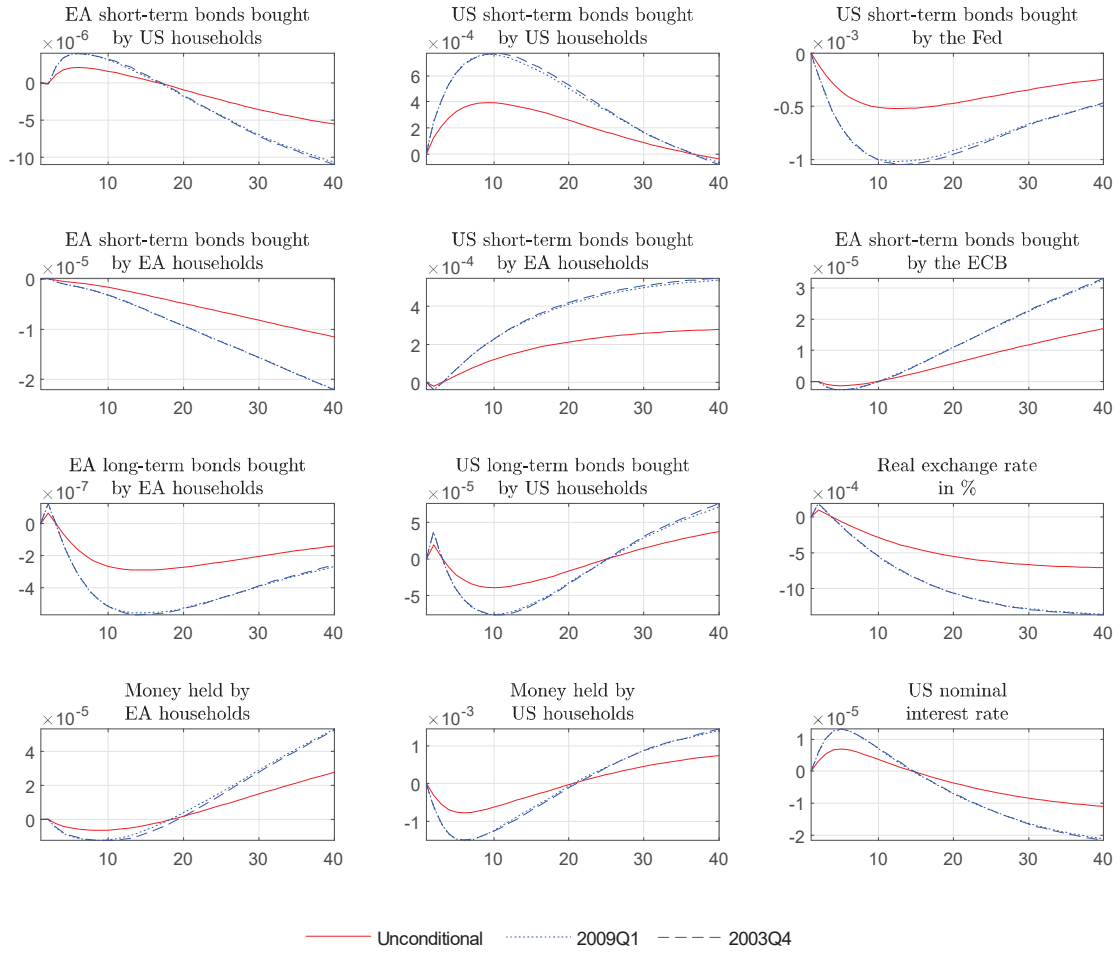 EA short-term bonds bought
by US households
×10^-6
0
-5
-10
10 20 30 40
US short-term bonds bought
by US households
×10^-4
6
4
2
0
10 20 30 40
US short-term bonds bought
by the Fed
×10^-3
0
-0.5
-1
10 20 30 40
EA short-term bonds bought
by EA households
×10^-5
0
-1
-2
10 20 30 40
US short-term bonds bought
by EA households
×10^-4
4
2
0
10 20 30 40
EA short-term bonds bought
by the ECB
×10^-5
3
2
1
0
10 20 30 40
EA long-term bonds bought
by EA households
×10^-7
0
-2
-4
10 20 30 40
US long-term bonds bought
by US households
×10^-5
5
0
-5
10 20 30 40
Real exchange rate
in %
×10^-4
0
-5
-10
10 20 30 40
Money held by
EA households
×10^-5
4
2
0
10 20 30 40
Money held by
US households
×10^-3
1
0
-1
10 20 30 40
US nominal
interest rate
×10^-5
1
0
-1
-2
10 20 30 40
Unconditional 2009Q1 2003Q4